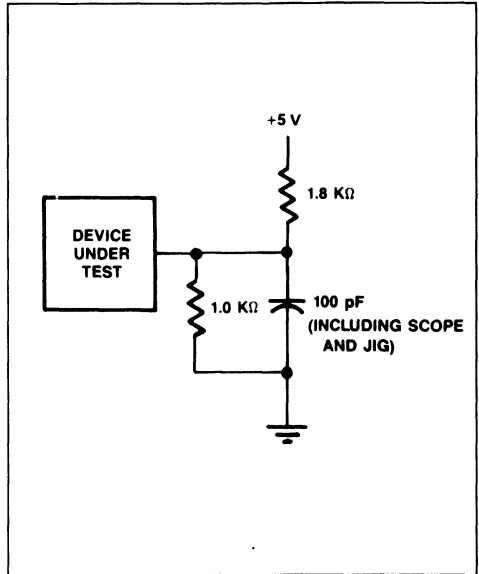 +5 V
1.8 KΩ
DEVICE
UNDER
TEST
1.0 KΩ
100 pF
(INCLUDING SCOPE
AND JIG)